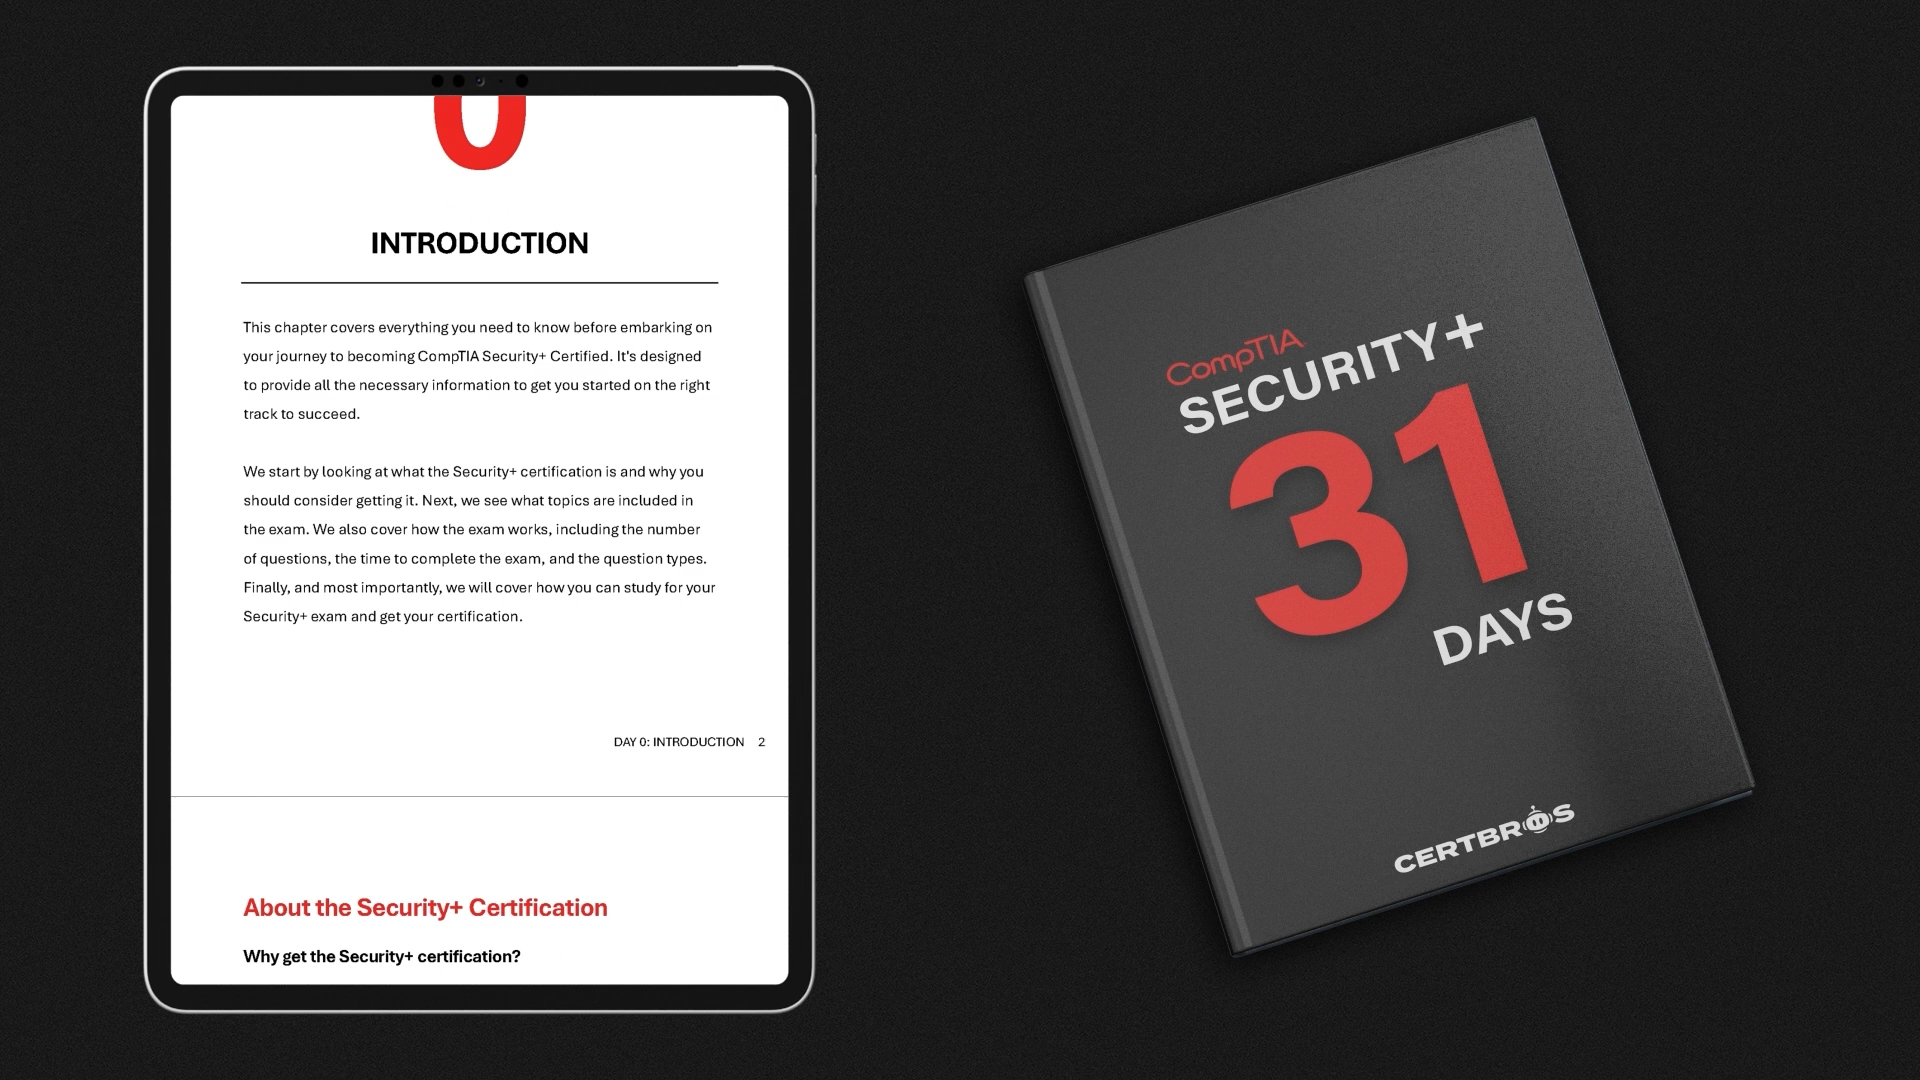 0
INTRODUCTION
This chapter covers everything you need to know before embarking on
your journey to becoming CompTIA Security+ Certified. It's designed
to provide all the necessary information to get you started on the right
track to succeed.
We start by looking at what the Security+ certification is and why you
should consider getting it. Next, we see what topics are included in
the exam. We also cover how the exam works, including the number
of questions, the time to complete the exam, and the question types.
Finally, and most importantly, we will cover how you can study for your
Security+ exam and get your certification.
DAY 0: INTRODUCTION 2
About the Security+ Certification
Why get the Security+ certification?
CompTIA
SECURITY+
31
DAYS
CERTBROS